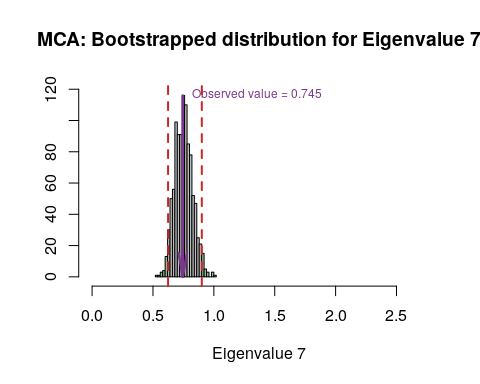 MCA: Bootstrapped distribution for Eigenvalue 7
Observed value = 0.745
120
80
60
40
20
0
0.0 0.5 1.0 1.5 2.0 2.5
Eigenvalue 7